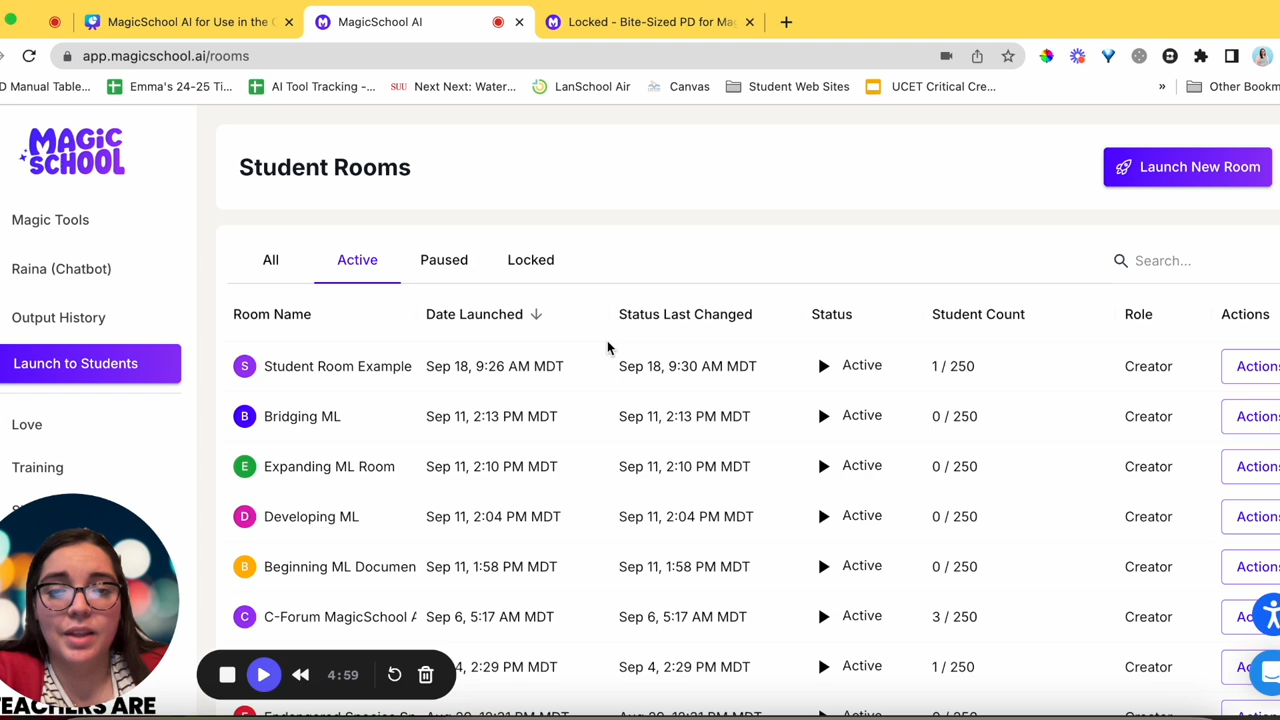 MagicSchool AI for Use in the C
MagicSchool AI
Locked - Bite-Sized PD for Mag
app.magicschool.ai/rooms
D Manual Table...
Emma's 24-25 Ti...
AI Tool Tracking -...
SUU
Next Next: Water...
LanSchool Air
Canvas
Student Web Sites
UCET Critical Cre...
»
Other Bookm
MAGIC
SCHOOL
Magic Tools
Raina (Chatbot)
Output History
Launch to Students
Love
Training
Student Rooms
Launch New Room
All Active Paused Locked
Search...
Room Name Date Launched Status Last Changed Status Student Count Role Actions
S Student Room Example Sep 18, 9:26 AM MDT Sep 18, 9:30 AM MDT Active 1 / 250 Creator Actions
B Bridging ML Sep 11, 2:13 PM MDT Sep 11, 2:13 PM MDT Active 0 / 250 Creator Actions
E Expanding ML Room Sep 11, 2:10 PM MDT Sep 11, 2:10 PM MDT Active 0 / 250 Creator Actions
D Developing ML Sep 11, 2:04 PM MDT Sep 11, 2:04 PM MDT Active 0 / 250 Creator Actions
B Beginning ML Documen Sep 11, 1:58 PM MDT Sep 11, 1:58 PM MDT Active 0 / 250 Creator Actions
C C-Forum MagicSchool A Sep 6, 5:17 AM MDT Sep 6, 5:17 AM MDT Active 3 / 250 Creator Ac
4, 2:29 PM MDT Sep 4, 2:29 PM MDT Active 1 / 250 Creator Ac
4:59
TEACHERS ARE